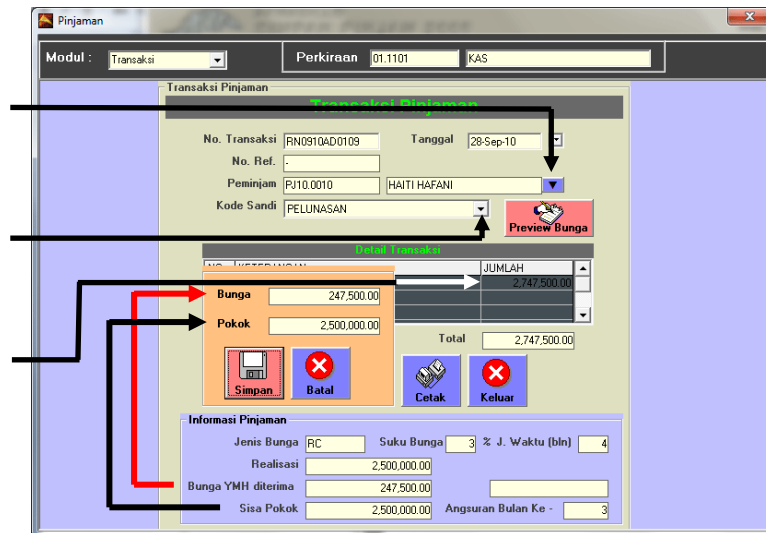 Pinjaman
Modul : Transaksi Perkiraan 01.1101 KAS
Transaksi Pinjaman
Transaksi Pinjaman
No. Transaksi RN0910AD0109 Tanggal 28-Sep-10
No. Ref. -
Peminjam PJ10.0010 HAITI HAFANI
Kode Sandi PELUNASAN
Preview Bunga
Detail Transaksi
NO KETERANGAN JUMLAH
2,747,500.00
Bunga 247,500.00
Pokok 2,500,000.00
Total 2,747,500.00
Simpan Batal Cetak Keluar
Informasi Pinjaman
Jenis Bunga RC Suku Bunga 3 % J. Waktu (bln) 4
Realisasi 2,500,000.00
Bunga YMH diterima 247,500.00
Sisa Pokok 2,500,000.00 Angsuran Bulan Ke - 3